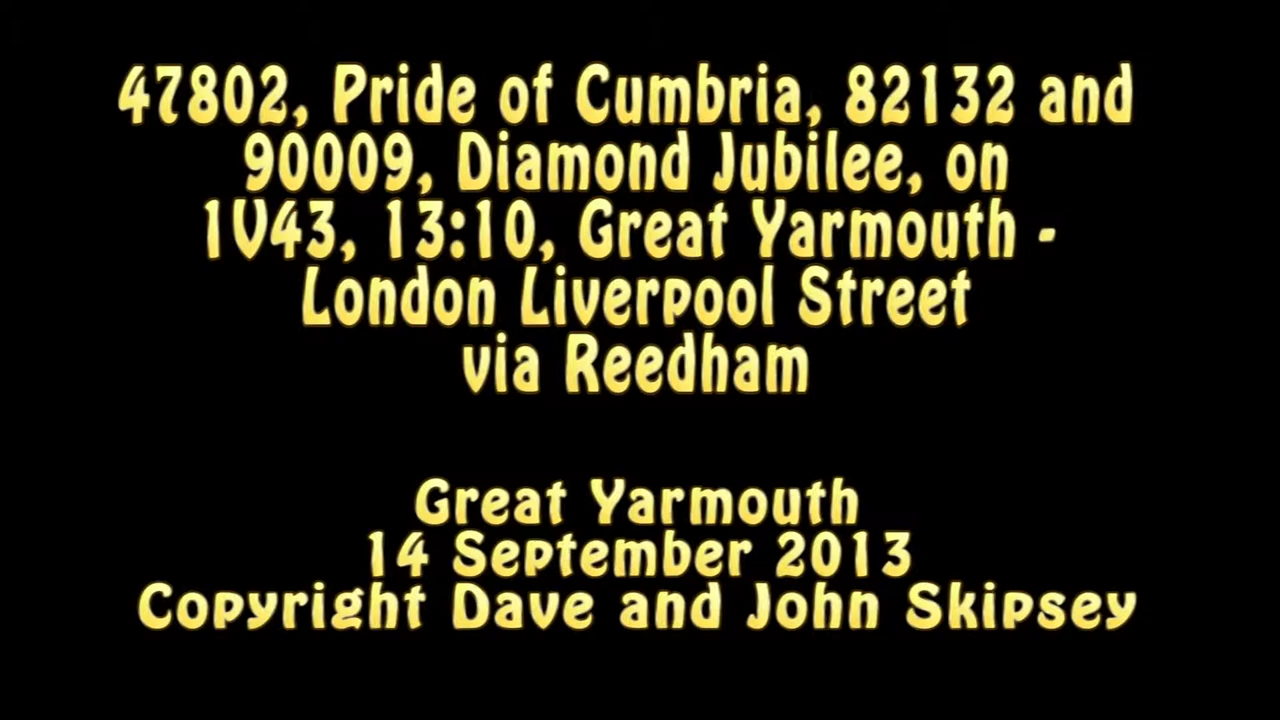 47802, Pride of Cumbria, 82132 and
90009, Diamond Jubilee, on
1V43, 13:10, Great Yarmouth -
London Liverpool Street
via Reedham
Great Yarmouth
14 September 2013
Copyright Dave and John Skipsey